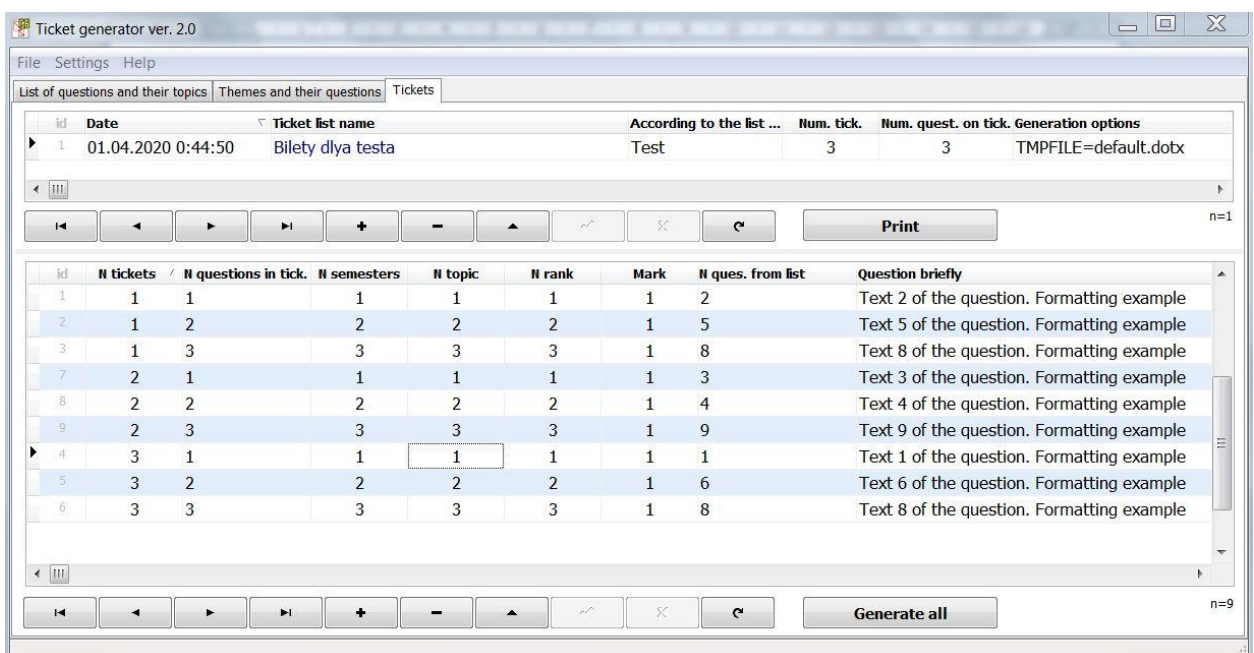 Ticket generator ver. 2.0
File Settings Help
List of questions and their topics Themes and their questions Tickets
id Date Ticket list name According to the list ... Num. tick. Num. quest. on tick. Generation options
1 01.04.2020 0:44:50 Bilety dlya testa Test 3 3 TMPFILE=default.dotx
Print n=1
id N tickets N questions in tick. N semesters N topic N rank Mark N ques. from list Question briefly
1 1 1 1 1 1 1 2 Text 2 of the question. Formatting example
2 1 2 2 2 2 1 5 Text 5 of the question. Formatting example
3 1 3 3 3 3 1 8 Text 8 of the question. Formatting example
7 2 1 1 1 1 1 3 Text 3 of the question. Formatting example
8 2 2 2 2 2 1 4 Text 4 of the question. Formatting example
9 2 3 3 3 3 1 9 Text 9 of the question. Formatting example
4 3 1 1 1 1 1 1 Text 1 of the question. Formatting example
5 3 2 2 2 2 1 6 Text 6 of the question. Formatting example
6 3 3 3 3 3 1 8 Text 8 of the question. Formatting example
Generate all n=9